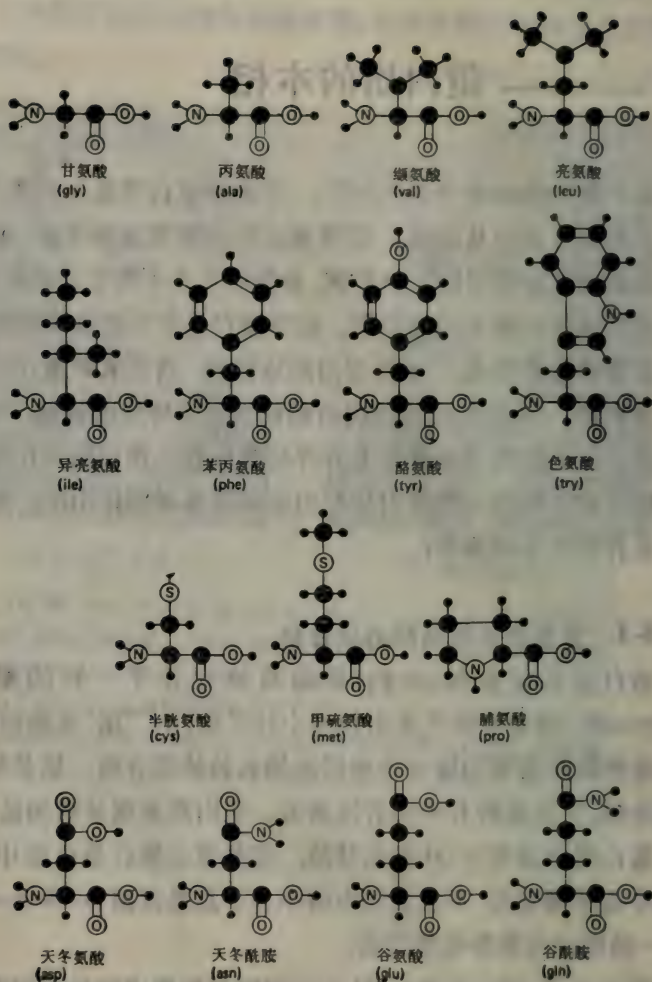 甘氨酸
(gly)
丙氨酸
(ala)
缬氨酸
(val)
亮氨酸
(leu)
异亮氨酸
(ile)
苯丙氨酸
(phe)
酪氨酸
(tyr)
色氨酸
(try)
半胱氨酸
(cys)
甲硫氨酸
(met)
脯氨酸
(pro)
天冬氨酸
(asp)
天冬酰胺
(asn)
谷氨酸
(glu)
谷酰胺
(gln)